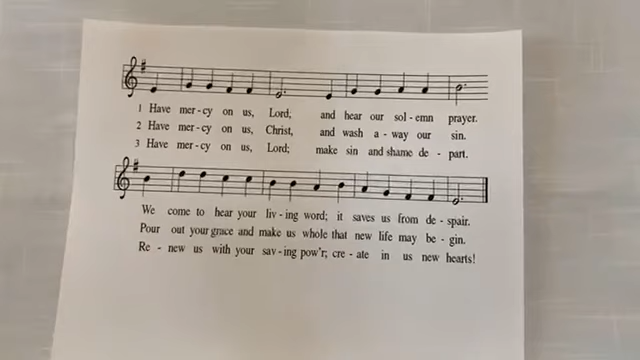 1 Have mer - cy on us, Lord; and hear our sol - emn prayer.
2 Have mer - cy on us, Christ, and wash a - way our sin.
3 Have mer - cy on us, Lord; make sin and shame de - part.
We come to hear your liv - ing word; it saves us from de - spair.
Pour out your grace and make us whole that new life may be - gin.
Re - new us with your sav - ing pow'r; cre - ate in us new hearts!